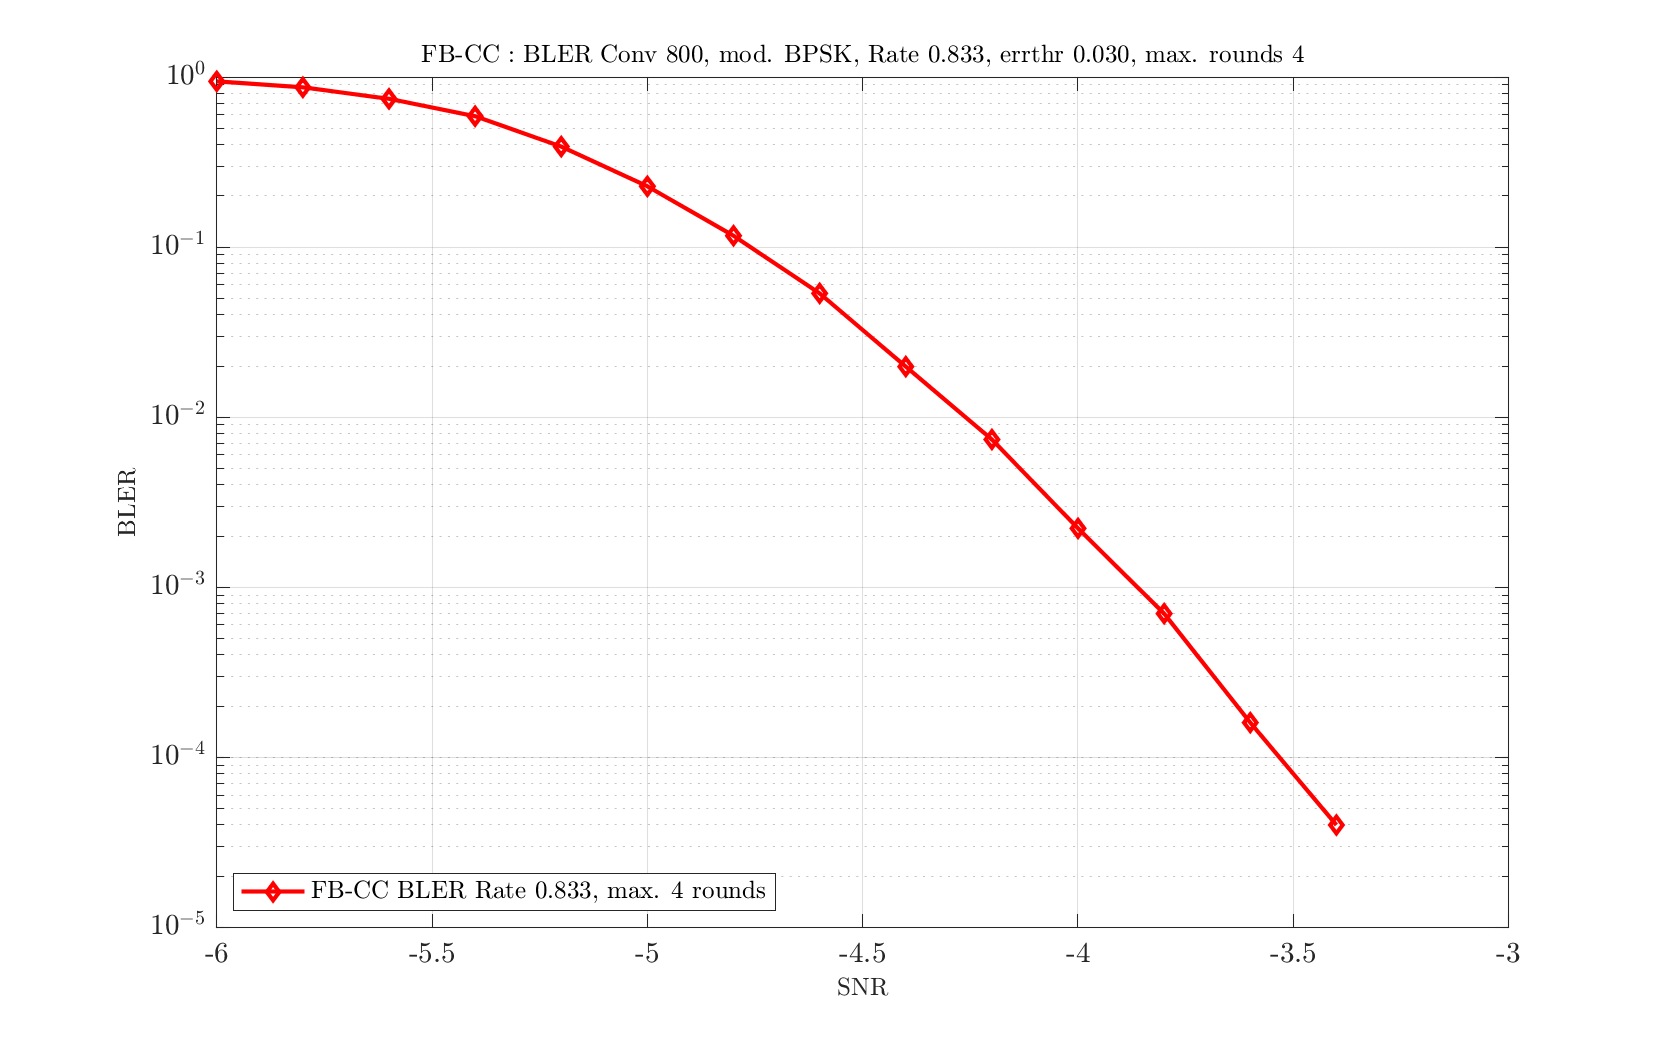 FB-CC : BLER Conv 800, mod. BPSK, Rate 0.833, errthr 0.030, max. rounds 4
10^0
10^-1
10^-2
10^-3
10^-4
10^-5
BLER
FB-CC BLER Rate 0.833, max. 4 rounds
-6 -5.5 -5 -4.5 -4 -3.5 -3
SNR